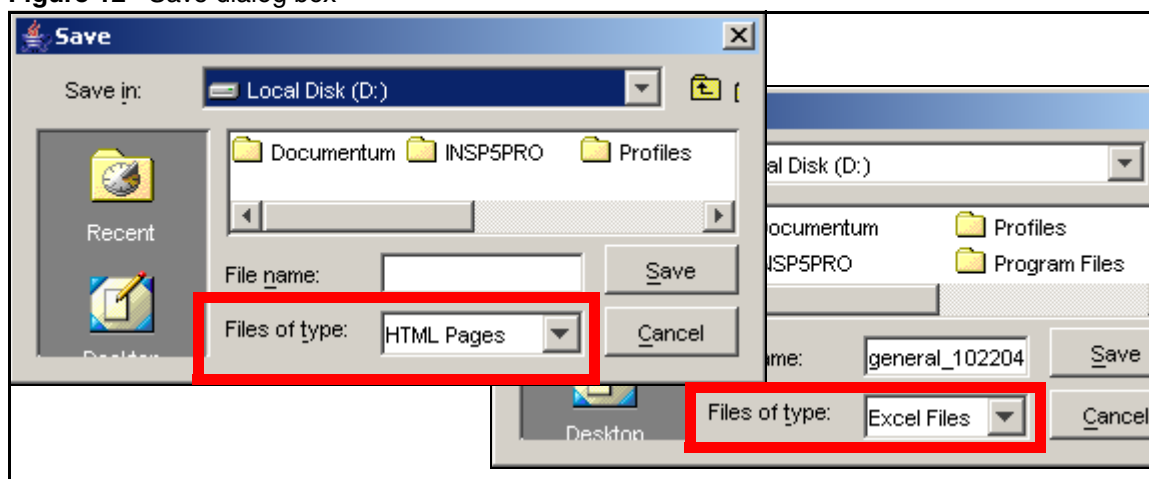 Figure 12 Save dialog box
Save
Save in:
Local Disk (D:)
Documentum
INSP5PRO
Profiles
Recent
File name:
Save
Files of type:
HTML Pages
Cancel
Desktop
al Disk (D:)
ocumentum
Profiles
NSP5PRO
Program Files
ame:
general_102204
Save
Desktop
Files of type:
Excel Files
Cancel